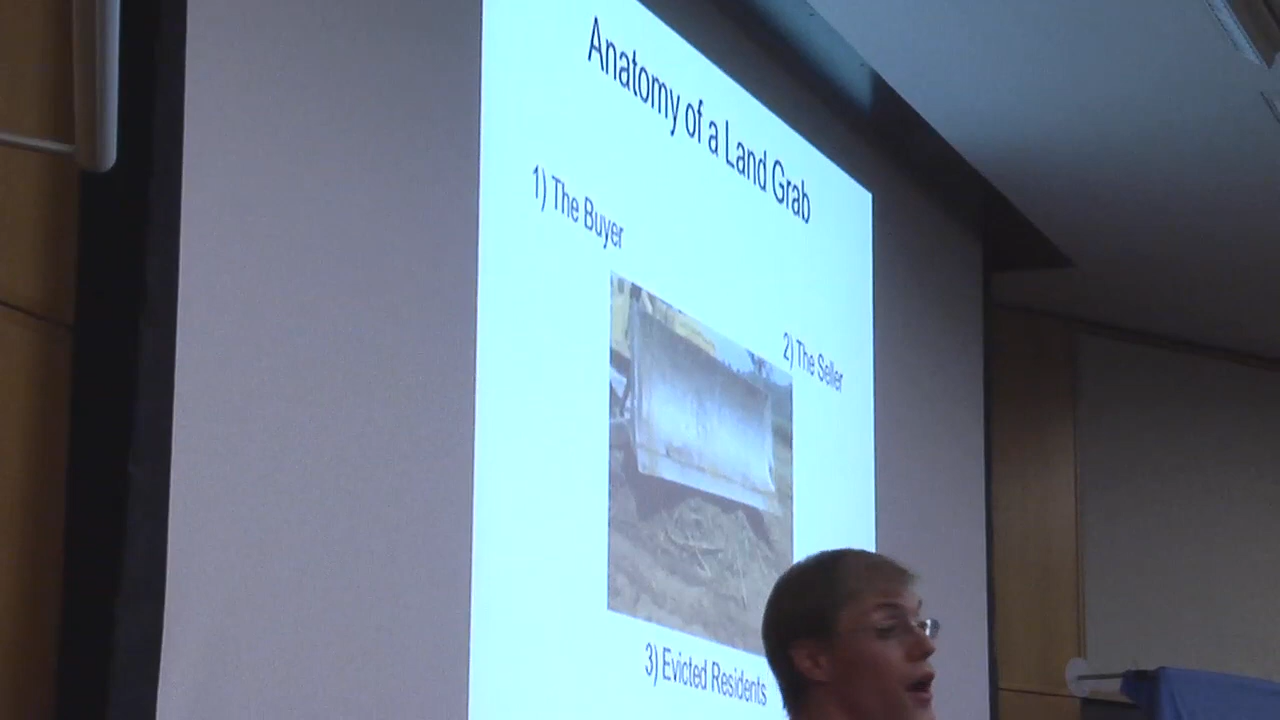 Anatomy of a Land Grab
1) The Buyer
2) The Seller
3) Evicted Residents